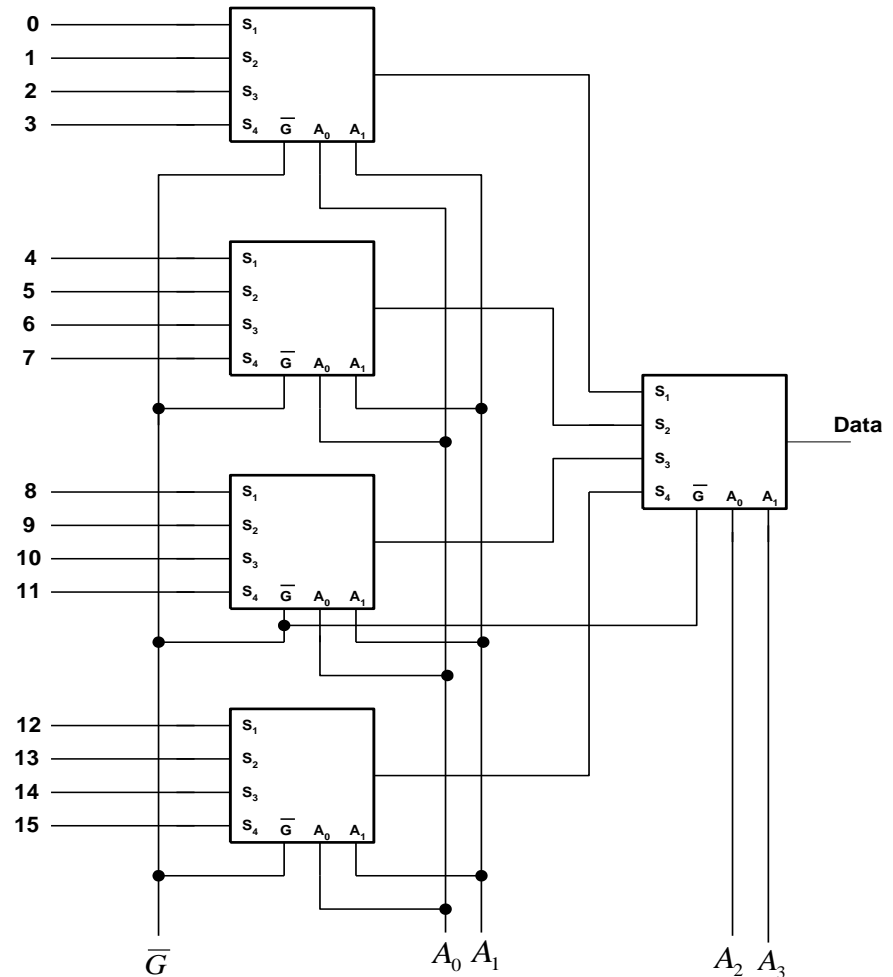 0 S₁
1 S₂
2 S₃
3 S₄ G̅ A₀ A₁
4 S₁
5 S₂
6 S₃
7 S₄ G̅ A₀ A₁
S₁
S₂ Data
S₃
S₄ G̅ A₀ A₁
8 S₁
9 S₂
10 S₃
11 S₄ G̅ A₀ A₁
12 S₁
13 S₂
14 S₃
15 S₄ G̅ A₀ A₁
G̅ A₀ A₁ A₂ A₃